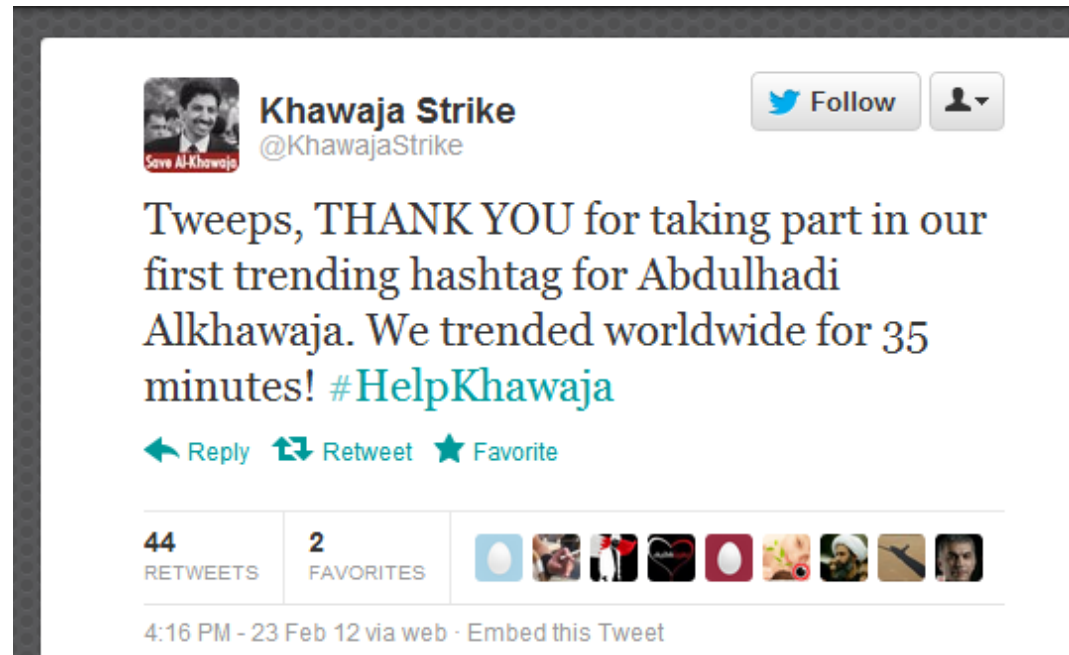 Save Al-Khawaja
Khawaja Strike
@KhawajaStrike
Follow
Tweeps, THANK YOU for taking part in our
first trending hashtag for Abdulhadi
Alkhawaja. We trended worldwide for 35
minutes! #HelpKhawaja
Reply Retweet Favorite
44 2
RETWEETS FAVORITES
4:16 PM - 23 Feb 12 via web · Embed this Tweet